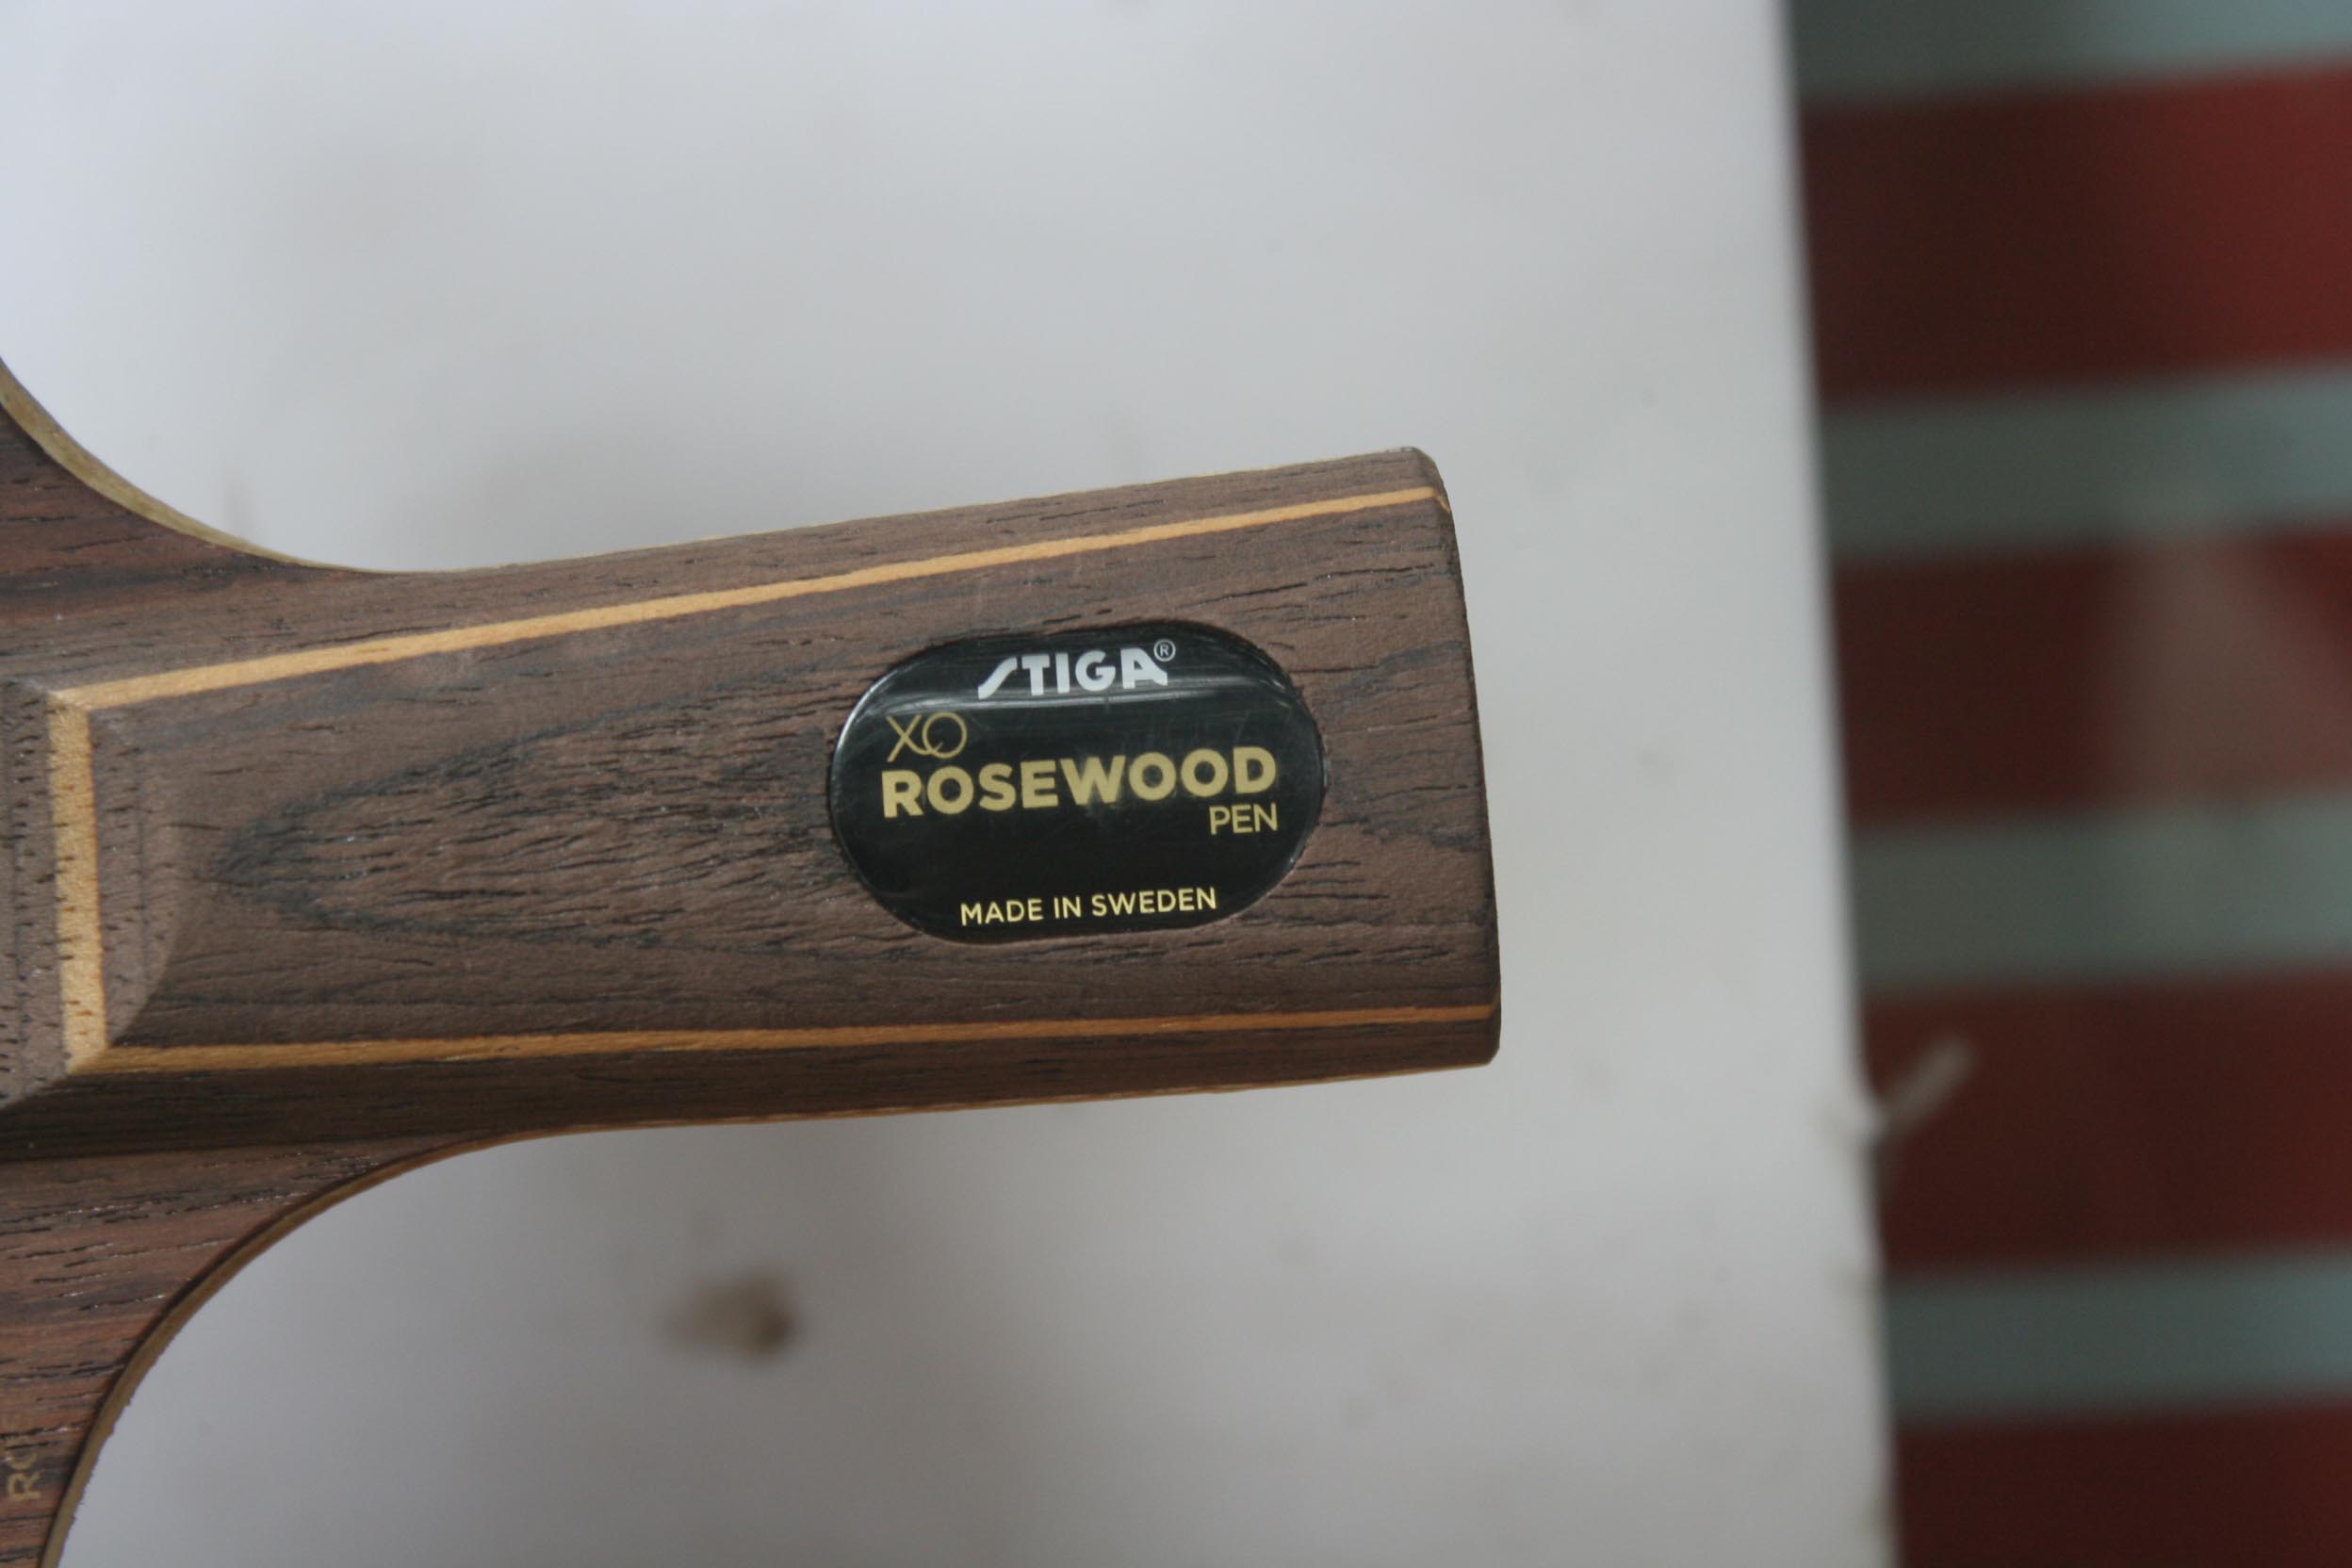 STIGA®
XO
ROSEWOOD
PEN
MADE IN SWEDEN